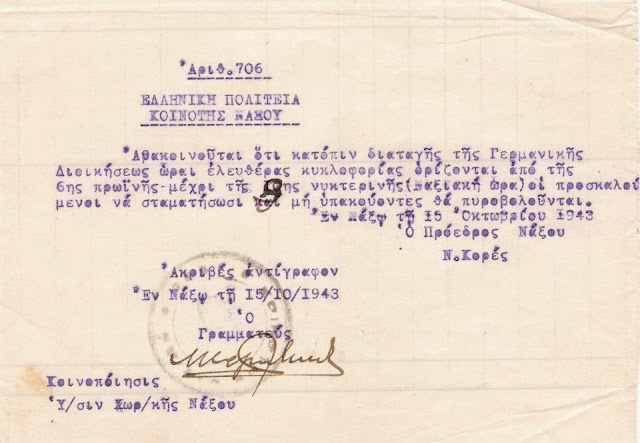 Ἀριθ.706
ΕΛΛΗΝΙΚΗ ΠΟΛΙΤΕΙΑ
ΚΟΙΝΟΤΗΣ ΝΑΞΟΥ
Ἀθακοινοῦται ὅτι κατόπιν διαταγῆς τῆς Γερμανικῆς
Διοικήσεως ὧραι ἐλευθέρας κυκλοφορίας ὁρίζονται ἀπό τῆς
6ης πρωϊνῆς μέχρι τῆς 9ης νυκτερινῆς(Ναξιακή ὥρα)οἱ προσκαλού
μενοι νά σταματήσωσι καί μή ὑπακούοντες θά πυροβολοῦνται.
Ἐν Νάξῳ τῇ 15 Ὀκτωβρίου 1943
Ὁ Πρόεδρος Νάξου
Ν.Κορές
Ἀκριβές ἀντίγραφον
Ἐν Νάξῳ τῇ 15/10/1943
Ὁ
Γραμματεύς
Κοινοποίησις
Ὑ/σιν Χωρ/κῆς Νάξου